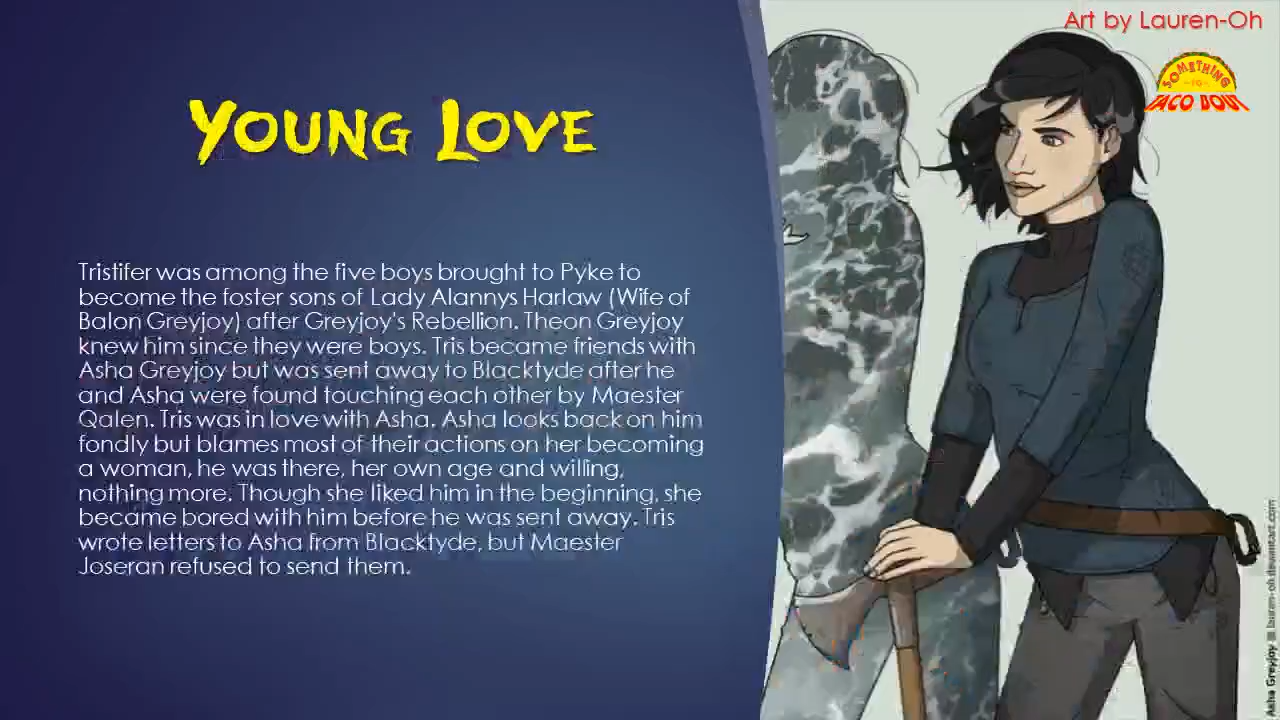 Art by Lauren-Oh
SOMETHING
TO
TACO BOUT
YOUNG LOVE
Tristifer was among the five boys brought to Pyke to
become the foster sons of Lady Alannys Harlaw (Wife of
Balon Greyjoy) after Greyjoy's Rebellion. Theon Greyjoy
knew him since they were boys. Tris became friends with
Asha Greyjoy but was sent away to Blacktyde after he
and Asha were found touching each other by Maester
Qalen. Tris was in love with Asha. Asha looks back on him
fondly but blames most of their actions on her becoming
a woman, he was there, her own age and willing,
nothing more. Though she liked him in the beginning, she
became bored with him before he was sent away. Tris
wrote letters to Asha from Blacktyde, but Maester
Joseran refused to send them.
Asha Greyjoy @ lauren-oh.deviantart.com